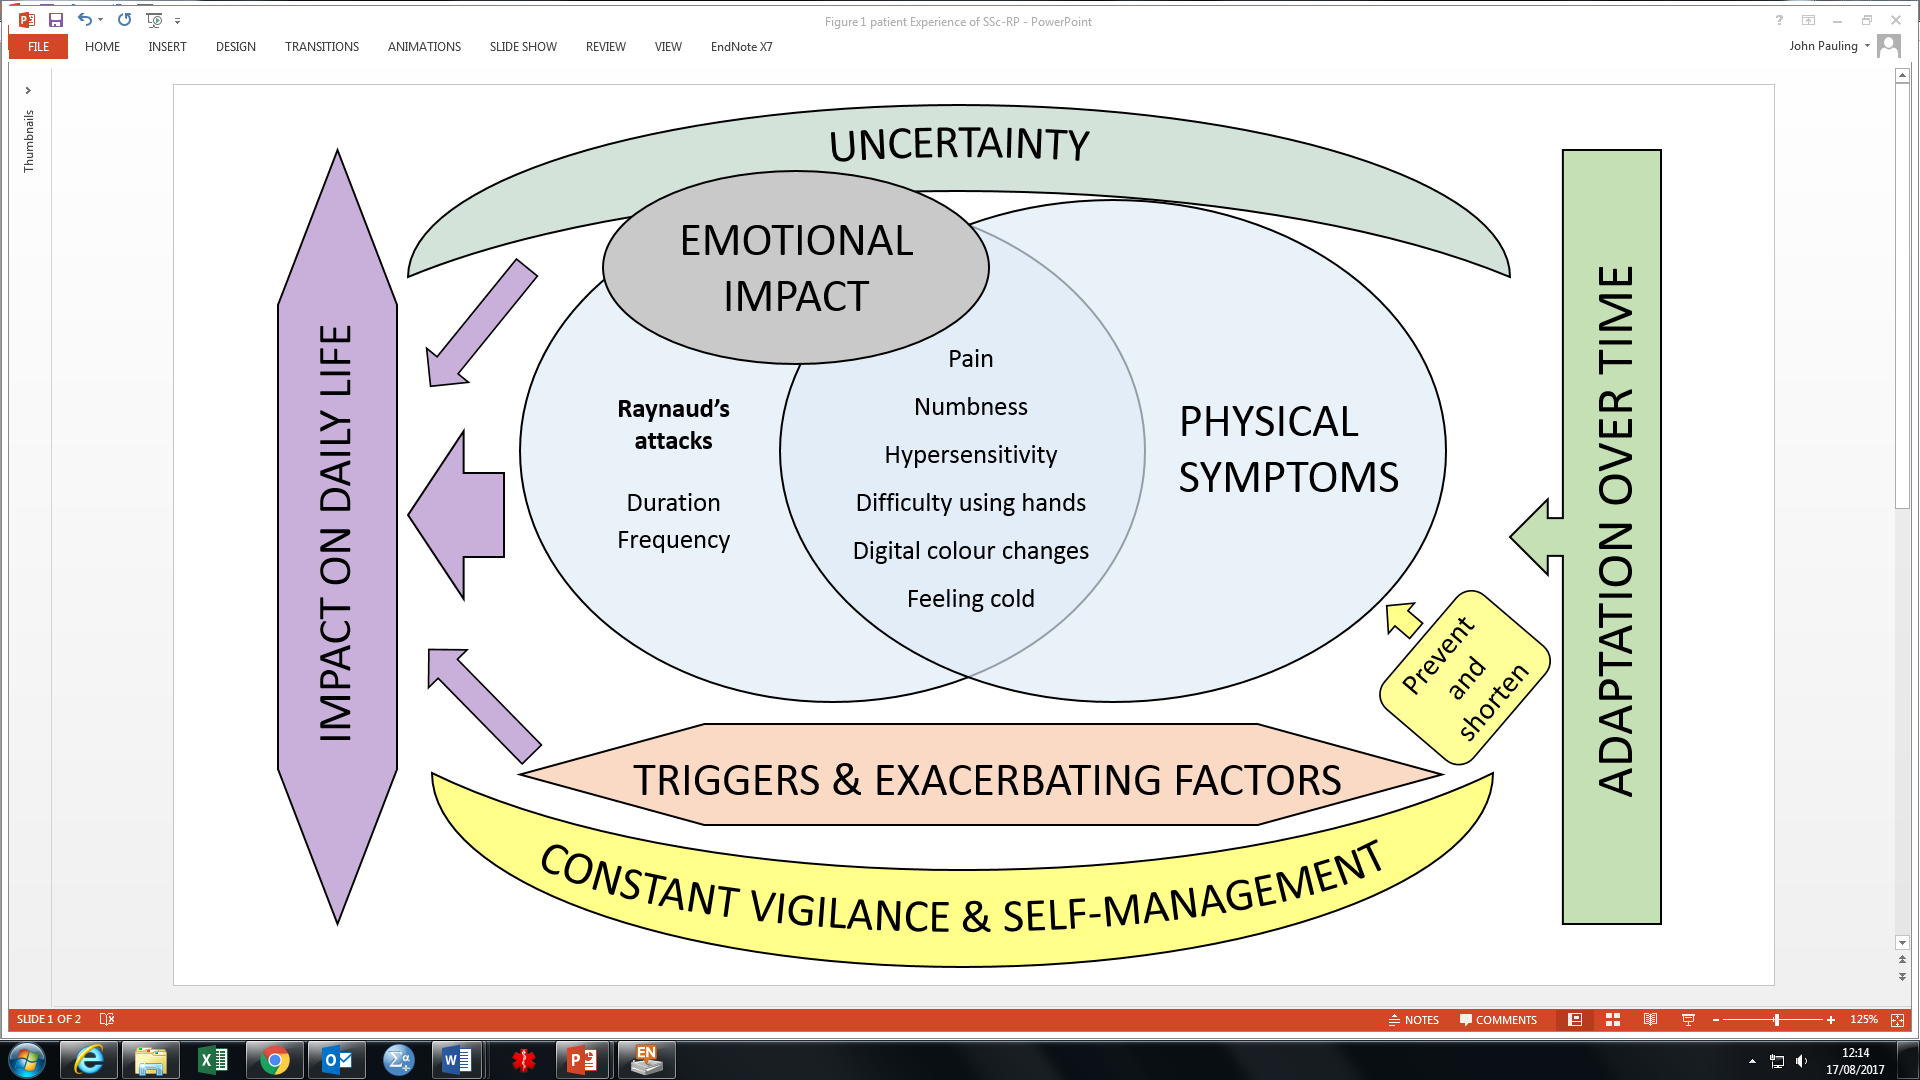 Figure 1 patient Experience of SSc-RP - PowerPoint
?
FILE HOME INSERT DESIGN TRANSITIONS ANIMATIONS SLIDE SHOW REVIEW VIEW EndNote X7
John Pauling
Thumbnails
UNCERTAINTY
EMOTIONAL
IMPACT
IMPACT ON DAILY LIFE
Raynaud’s
attacks
Duration
Frequency
Pain
Numbness
Hypersensitivity
Difficulty using hands
Digital colour changes
Feeling cold
PHYSICAL
SYMPTOMS
ADAPTATION OVER TIME
Prevent
and
shorten
TRIGGERS & EXACERBATING FACTORS
CONSTANT VIGILANCE & SELF-MANAGEMENT
SLIDE 1 OF 2
NOTES
COMMENTS
125%
EN
12:14
17/08/2017